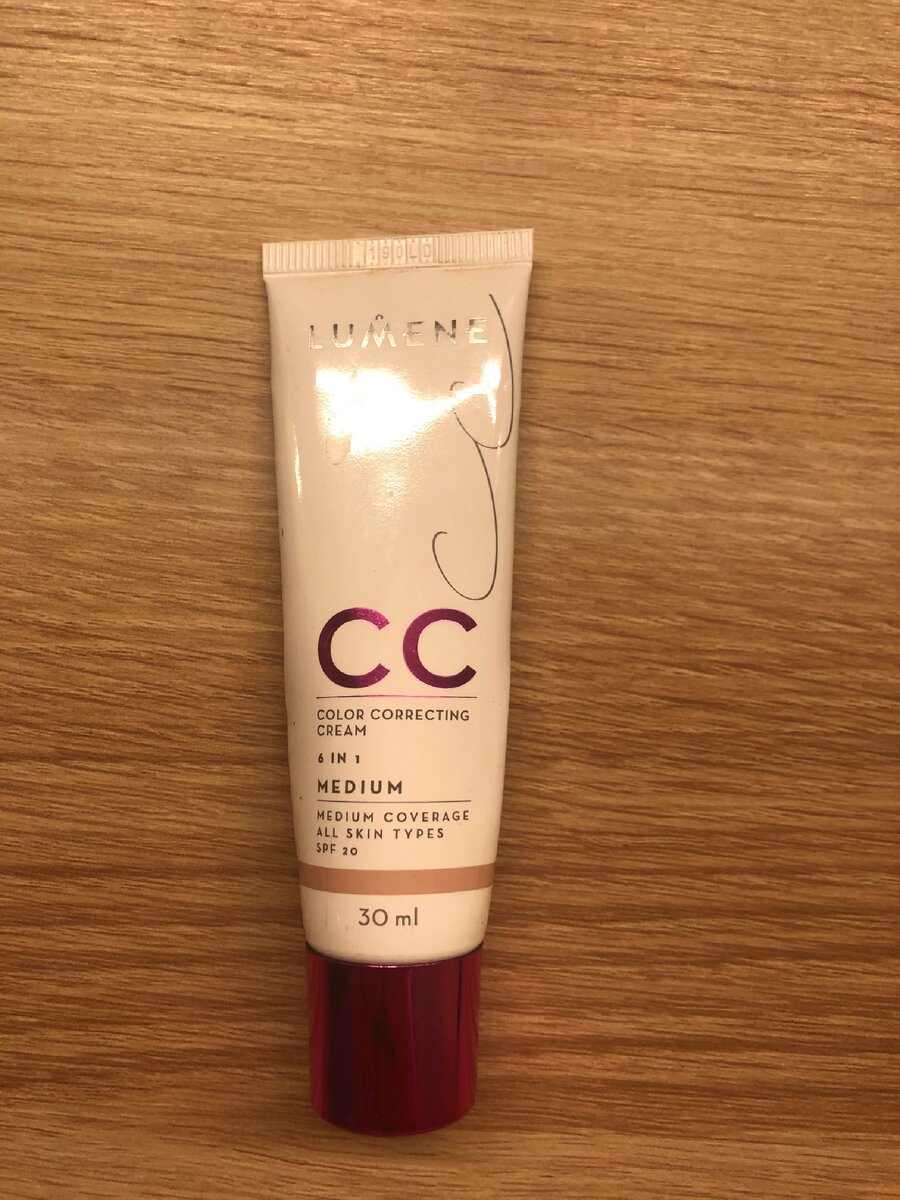 LUMENE
CC
COLOR CORRECTING
CREAM
6 IN 1
MEDIUM
MEDIUM COVERAGE
ALL SKIN TYPES
SPF 20
30 ml